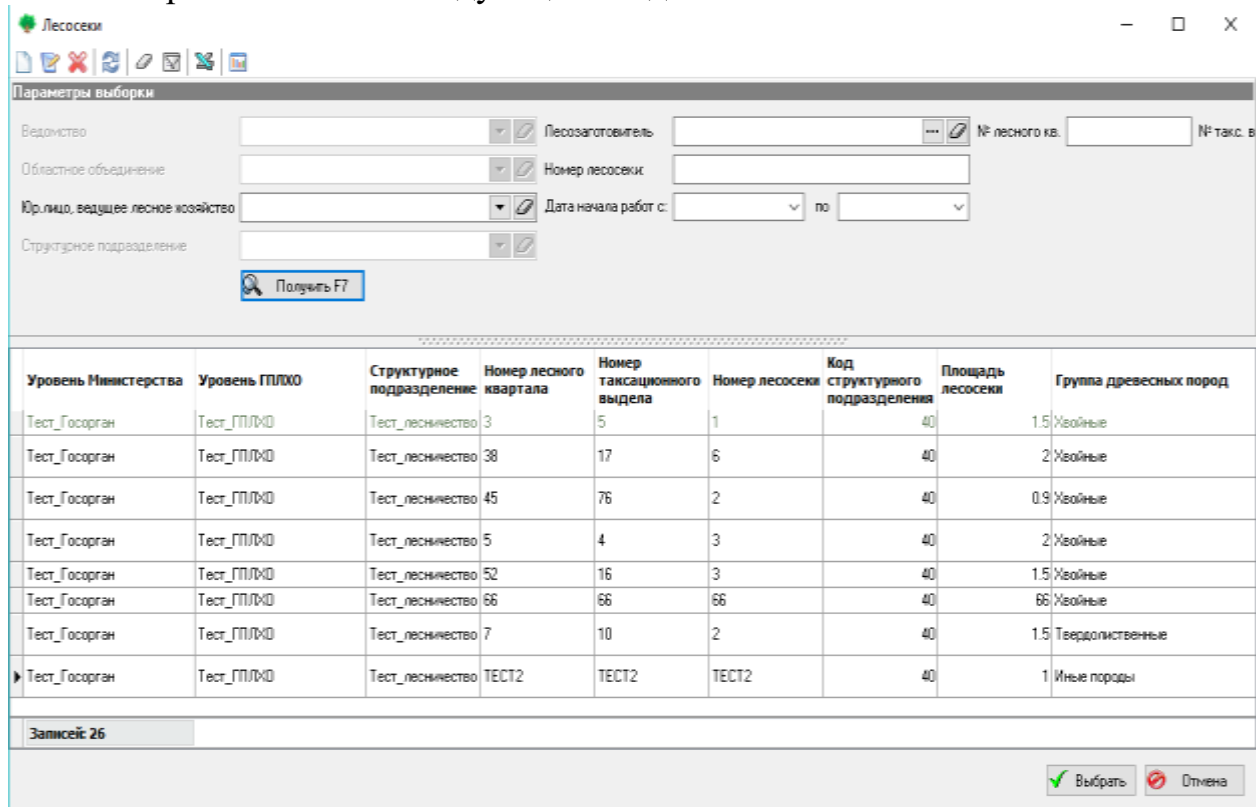 Лесосеки
Параметры выборки
Ведомство Лесозаготовитель № лесного кв. № такс. в
Областное объединение Номер лесосеки:
Юр.лицо, ведущее лесное хозяйство Дата начала работ с: по
Структурное подразделение
Получить F7
Уровень Министерства Уровень ГПЛХО Структурное подразделение Номер лесного квартала Номер таксационного выдела Номер лесосеки Код структурного подразделения Площадь лесосеки Группа древесных пород
Тест_Госорган Тест_ГПЛХО Тест_лесничество 3 5 1 40 1.5 Хвойные
Тест_Госорган Тест_ГПЛХО Тест_лесничество 38 17 6 40 2 Хвойные
Тест_Госорган Тест_ГПЛХО Тест_лесничество 45 76 2 40 0.9 Хвойные
Тест_Госорган Тест_ГПЛХО Тест_лесничество 5 4 3 40 2 Хвойные
Тест_Госорган Тест_ГПЛХО Тест_лесничество 52 16 3 40 1.5 Хвойные
Тест_Госорган Тест_ГПЛХО Тест_лесничество 66 66 66 40 66 Хвойные
Тест_Госорган Тест_ГПЛХО Тест_лесничество 7 10 2 40 1.5 Твердолиственные
Тест_Госорган Тест_ГПЛХО Тест_лесничество ТЕСТ2 ТЕСТ2 ТЕСТ2 40 1 Иные породы
Записей: 26
Выбрать Отмена